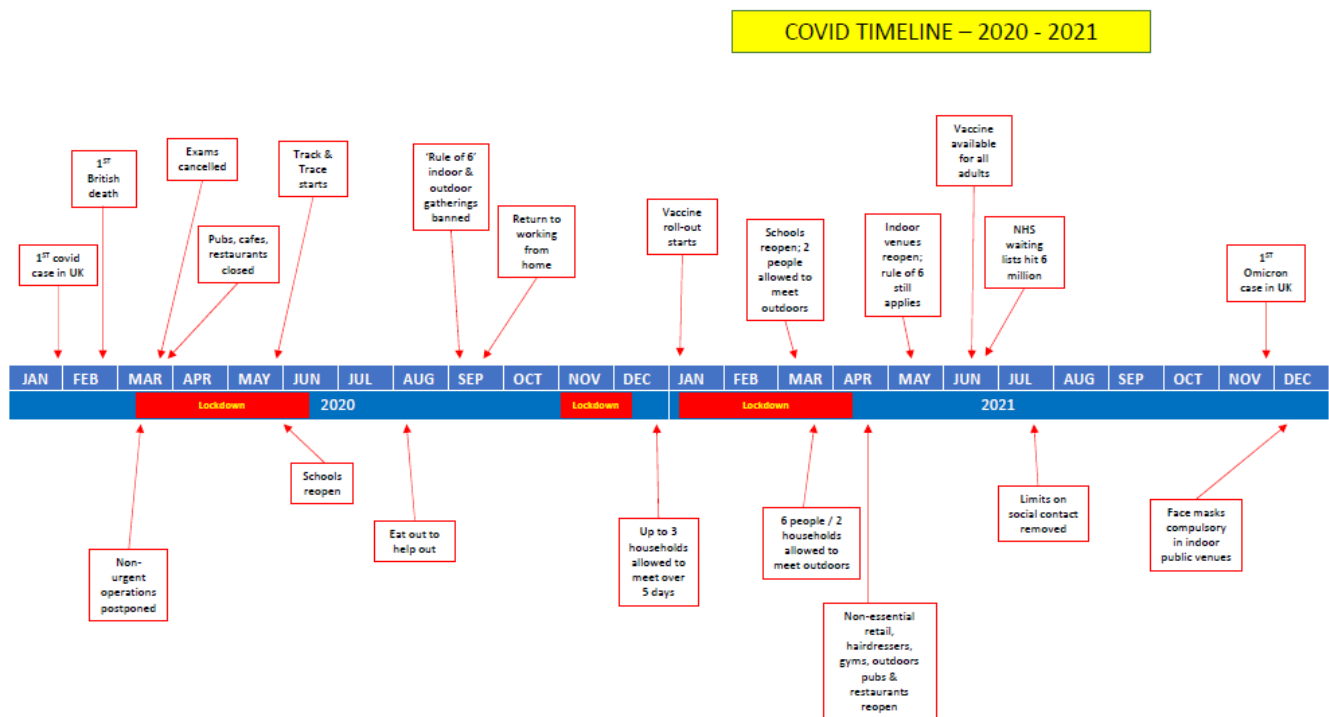 COVID TIMELINE – 2020 - 2021
1ST covid
case in UK
1ST
British
death
Exams
cancelled
Pubs, cafes,
restaurants
closed
Track &
Trace
starts
'Rule of 6'
indoor &
outdoor
gatherings
banned
Return to
working
from
home
Vaccine
roll-out
starts
Schools
reopen; 2
people
allowed to
meet
outdoors
Indoor
venues
reopen;
rule of 6
still
applies
Vaccine
available
for all
adults
NHS
waiting
lists hit 6
million
1ST
Omicron
case in UK
JAN FEB MAR APR MAY JUN JUL AUG SEP OCT NOV DEC JAN FEB MAR APR MAY JUN JUL AUG SEP OCT NOV DEC
Lockdown 2020 Lockdown Lockdown 2021
Non-
urgent
operations
postponed
Schools
reopen
Eat out to
help out
Up to 3
households
allowed to
meet over
5 days
6 people / 2
households
allowed to
meet outdoors
Non-essential
retail,
hairdressers,
gyms, outdoors
pubs &
restaurants
reopen
Limits on
social contact
removed
Face masks
compulsory
in indoor
public venues